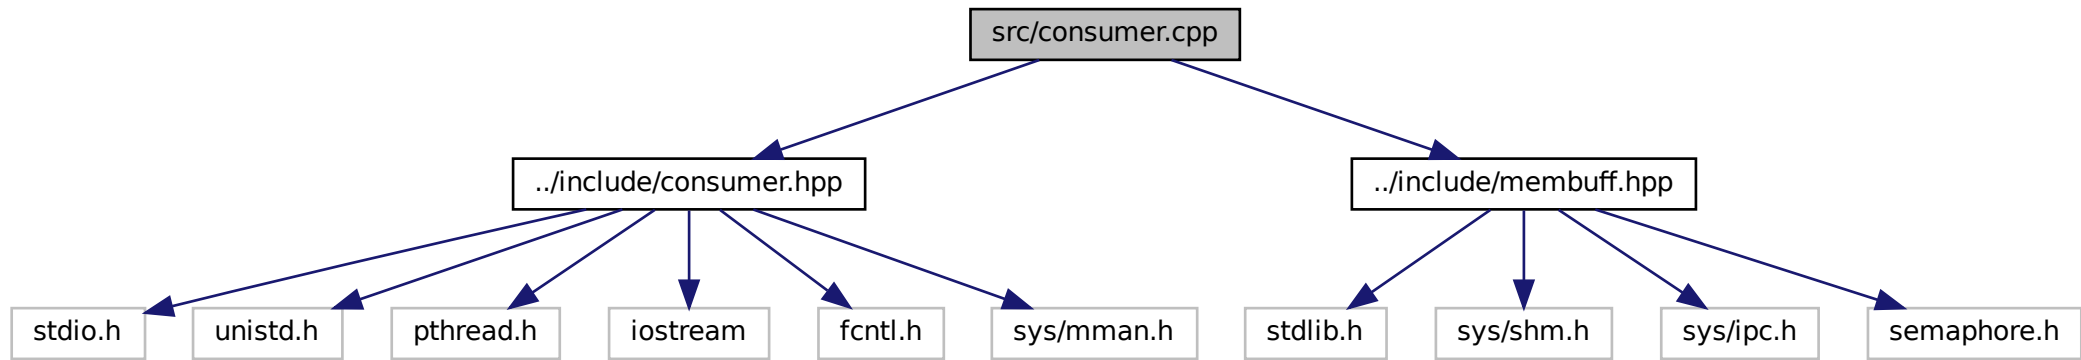 src/consumer.cpp
../include/consumer.hpp
../include/membuff.hpp
stdio.h
unistd.h
pthread.h
iostream
fcntl.h
sys/mman.h
stdlib.h
sys/shm.h
sys/ipc.h
semaphore.h